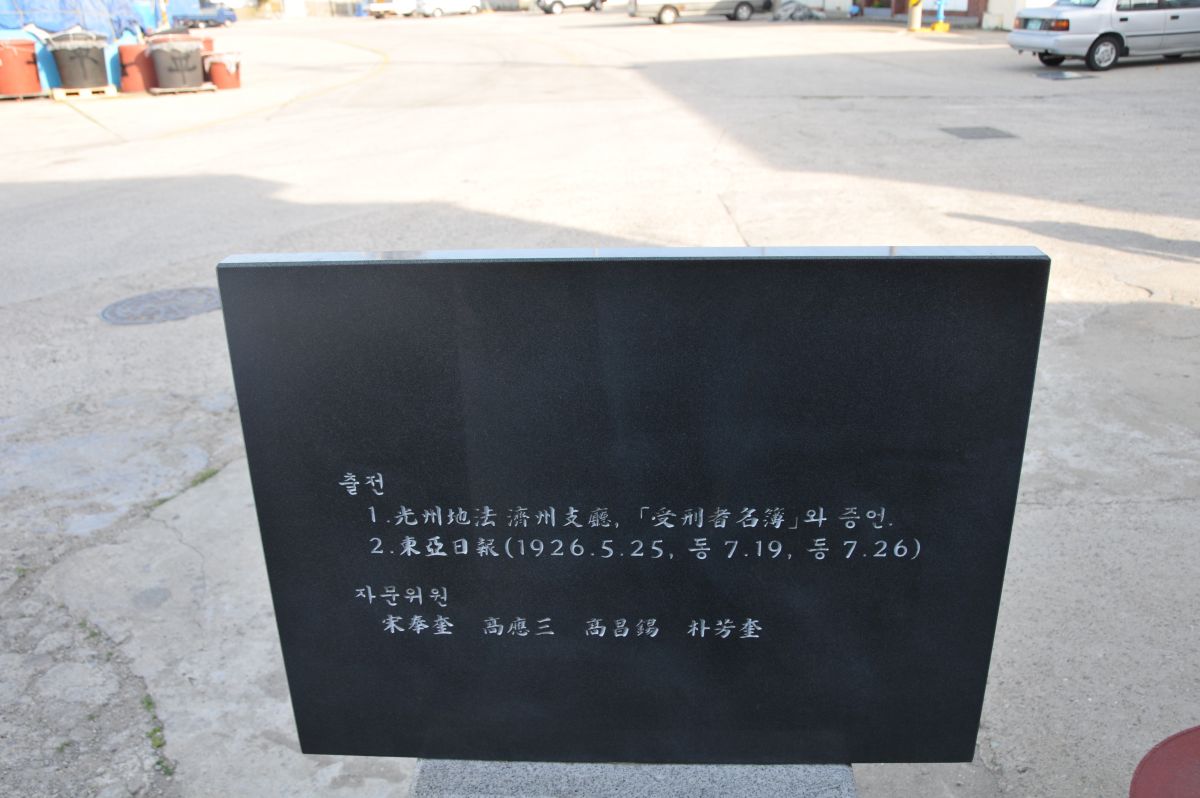 출전
1. 光州地法 濟州支廳, 「受刑者名簿」와 증언.
2. 東亞日報(1926.5.25, 동 7.19, 동 7.26)
자문위원
宋奉奎 高應三 高昌錫 朴芳奎